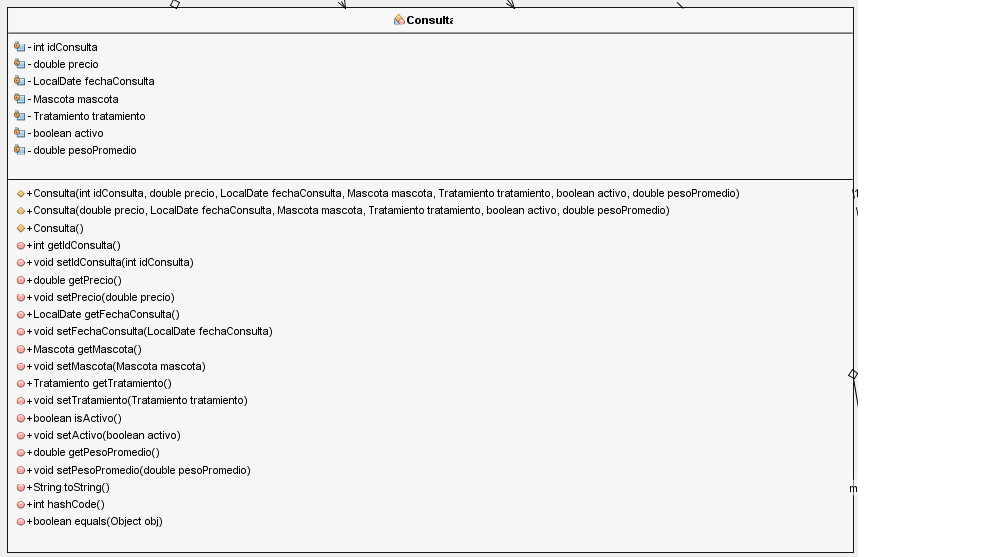 Consulta
- int idConsulta
- double precio
- LocalDate fechaConsulta
- Mascota mascota
- Tratamiento tratamiento
- boolean activo
- double pesoPromedio
+ Consulta(int idConsulta, double precio, LocalDate fechaConsulta, Mascota mascota, Tratamiento tratamiento, boolean activo, double pesoPromedio)
+ Consulta(double precio, LocalDate fechaConsulta, Mascota mascota, Tratamiento tratamiento, boolean activo, double pesoPromedio)
+ Consulta()
+ int getIdConsulta()
+ void setIdConsulta(int idConsulta)
+ double getPrecio()
+ void setPrecio(double precio)
+ LocalDate getFechaConsulta()
+ void setFechaConsulta(LocalDate fechaConsulta)
+ Mascota getMascota()
+ void setMascota(Mascota mascota)
+ Tratamiento getTratamiento()
+ void setTratamiento(Tratamiento tratamiento)
+ boolean isActivo()
+ void setActivo(boolean activo)
+ double getPesoPromedio()
+ void setPesoPromedio(double pesoPromedio)
+ String toString()
+ int hashCode()
+ boolean equals(Object obj)